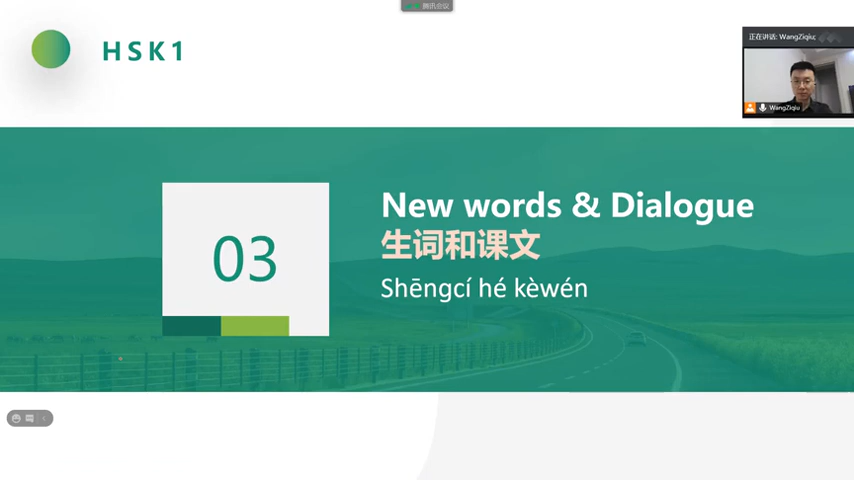 腾讯会议
HSK1
正在讲话: WangZiqiu;
WangZiqiu
03
New words & Dialogue
生词和课文
Shēngcí hé kèwén